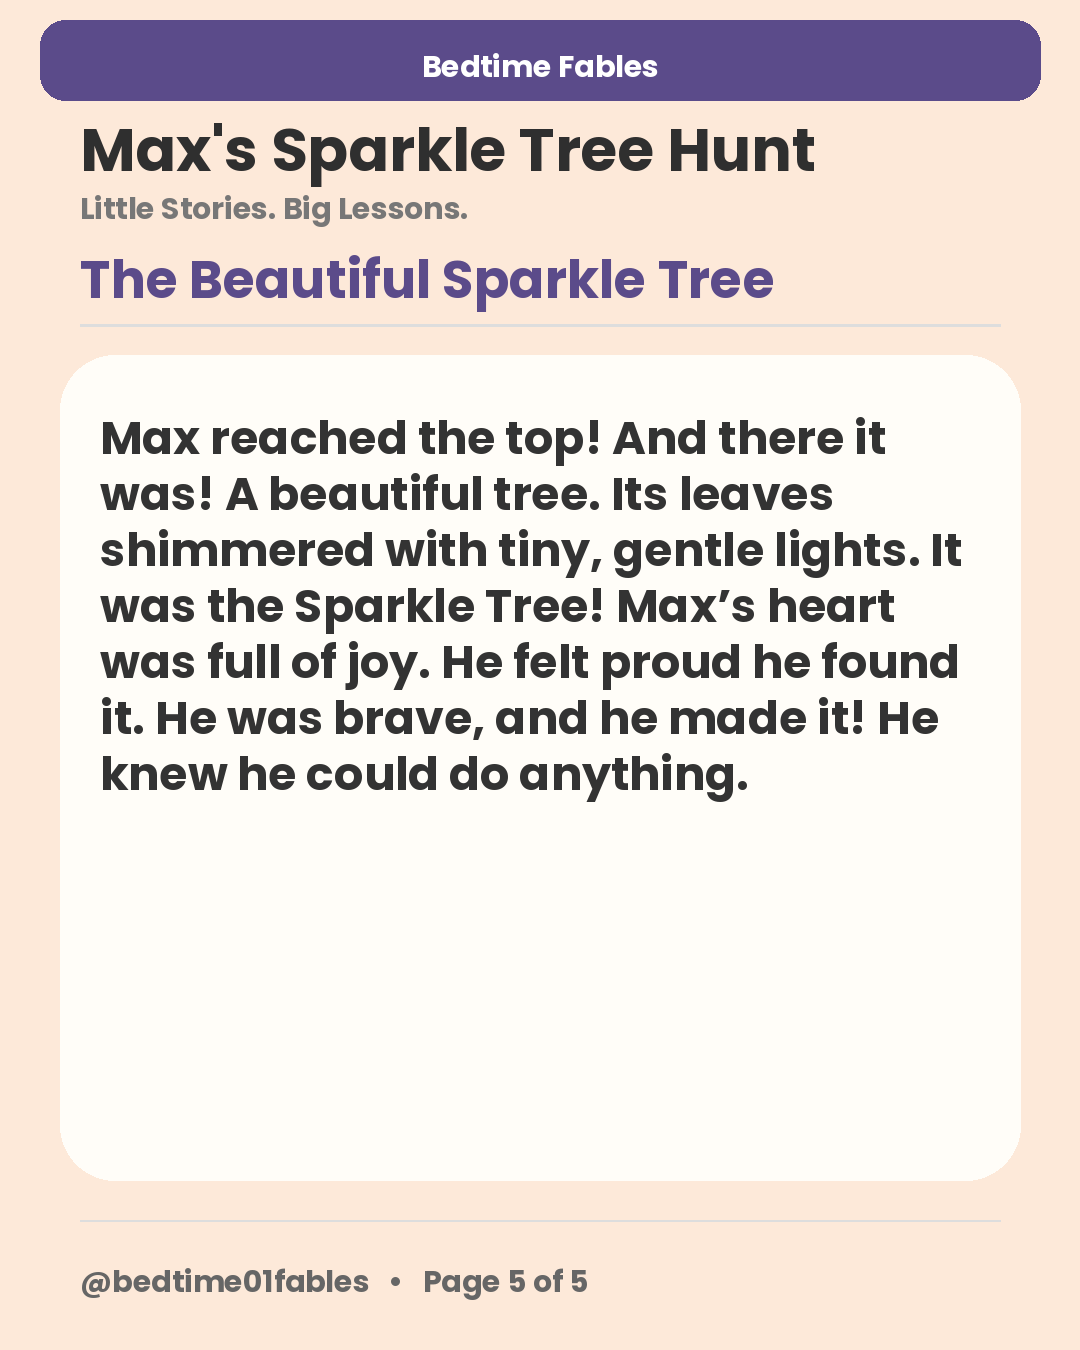 Bedtime Fables
Max's Sparkle Tree Hunt
Little Stories. Big Lessons.
The Beautiful Sparkle Tree
Max reached the top! And there it
was! A beautiful tree. Its leaves
shimmered with tiny, gentle lights. It
was the Sparkle Tree! Max’s heart
was full of joy. He felt proud he found
it. He was brave, and he made it! He
knew he could do anything.
@bedtime01fables • Page 5 of 5